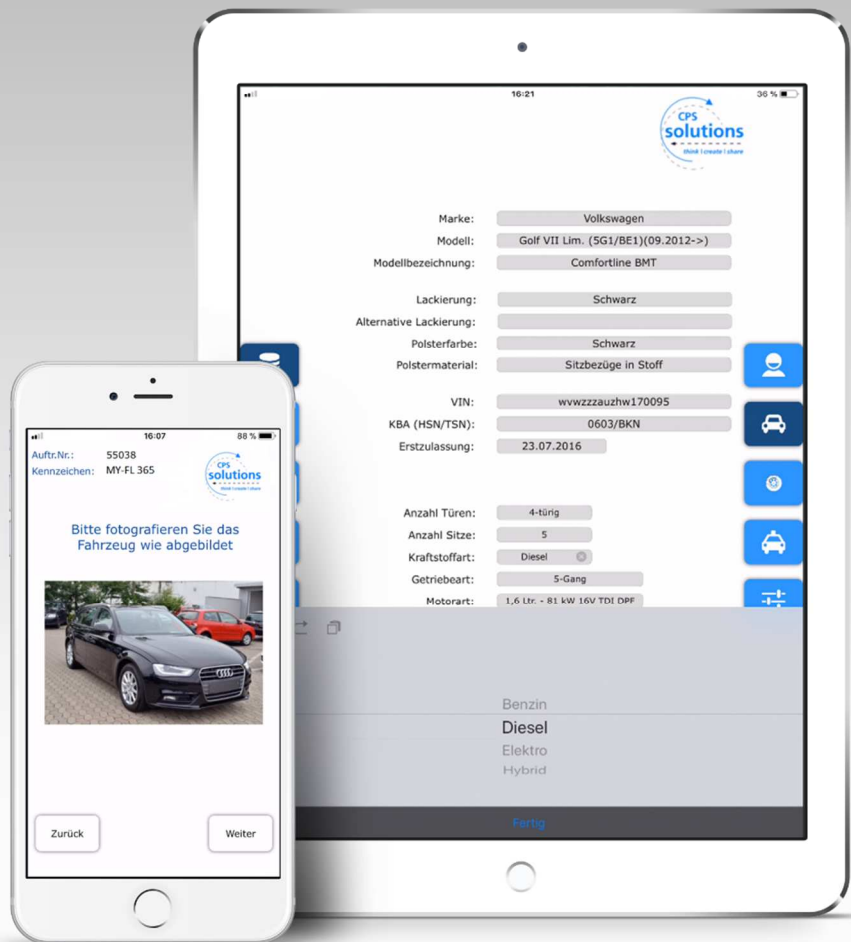 16:21
36 %
CPS
solutions
think I create I share
Marke: Volkswagen
Modell: Golf VII Lim. (5G1/BE1)(09.2012->)
Modellbezeichnung: Comfortline BMT
Lackierung: Schwarz
Alternative Lackierung:
Polsterfarbe: Schwarz
Polstermaterial: Sitzbezüge in Stoff
VIN: wvwzzzauzhw170095
KBA (HSN/TSN): 0603/BKN
Erstzulassung: 23.07.2016
Anzahl Türen: 4-türig
Anzahl Sitze: 5
Kraftstoffart: Diesel
Getriebeart: 5-Gang
Motorart: 1,6 Ltr. - 81 kW 16V TDI DPF
Benzin
Diesel
Elektro
Hybrid
Fertig
16:07
88 %
Auftr.Nr.: 55038
Kennzeichen: MY-FL 365
CPS
solutions
think I create I share
Bitte fotografieren Sie das
Fahrzeug wie abgebildet
Zurück
Weiter